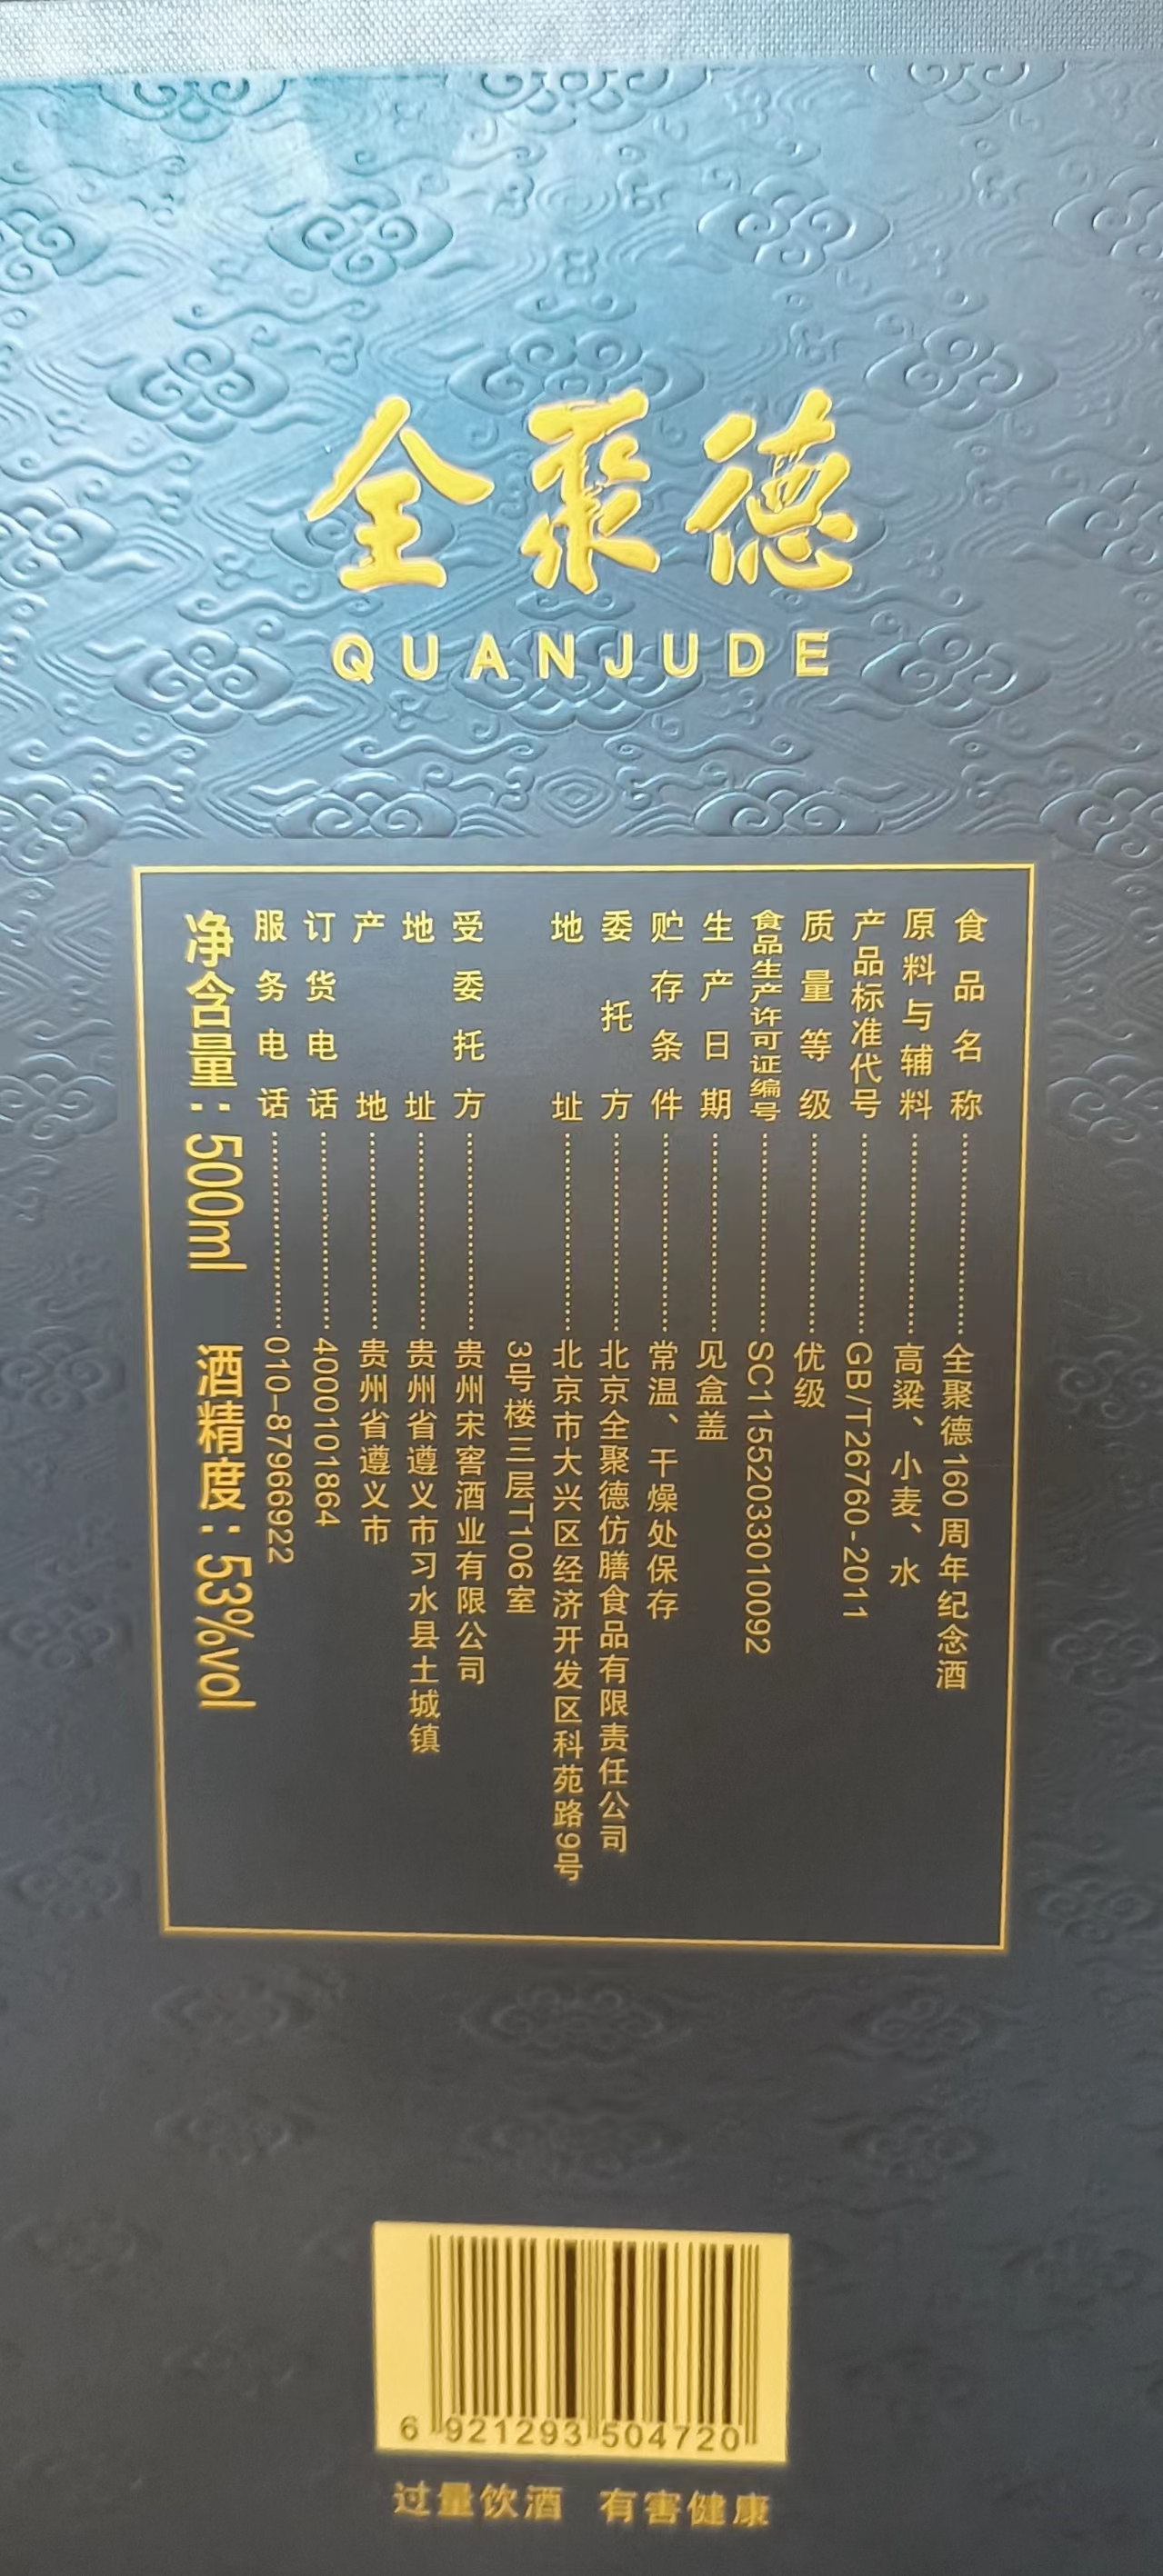 全聚德
QUANJUDE
食品名称……………全聚德160周年纪念酒
原料与辅料……………高粱、小麦、水
产品标准代号……………GB/T26760-2011
质量等级……………优级
食品生产许可证编号……………SC11552033010092
生产日期……………见盒盖
贮存条件……………常温、干燥处保存
委托方……………北京全聚德仿膳食品有限责任公司
地址……………北京市大兴区经济开发区科苑路9号
3号楼三层T106室
受委托方……………贵州宋窖酒业有限公司
地址……………贵州省遵义市习水县土城镇
产地……………贵州省遵义市
订货电话……………4000101864
服务电话……………010-87966922
净含量：500ml 酒精度：53%vol
6 921293 504720
过量饮酒 有害健康